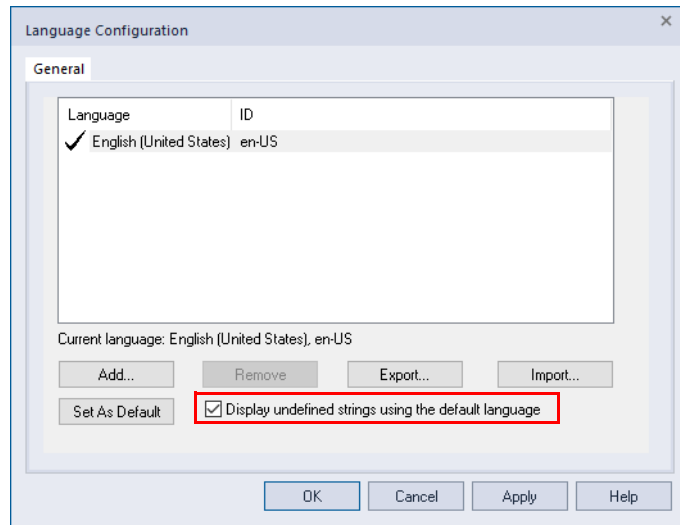 Language Configuration
General
Language ID
English (United States) en-US
Current language: English (United States), en-US
Add... Remove Export... Import...
Set As Default Display undefined strings using the default language
OK Cancel Apply Help